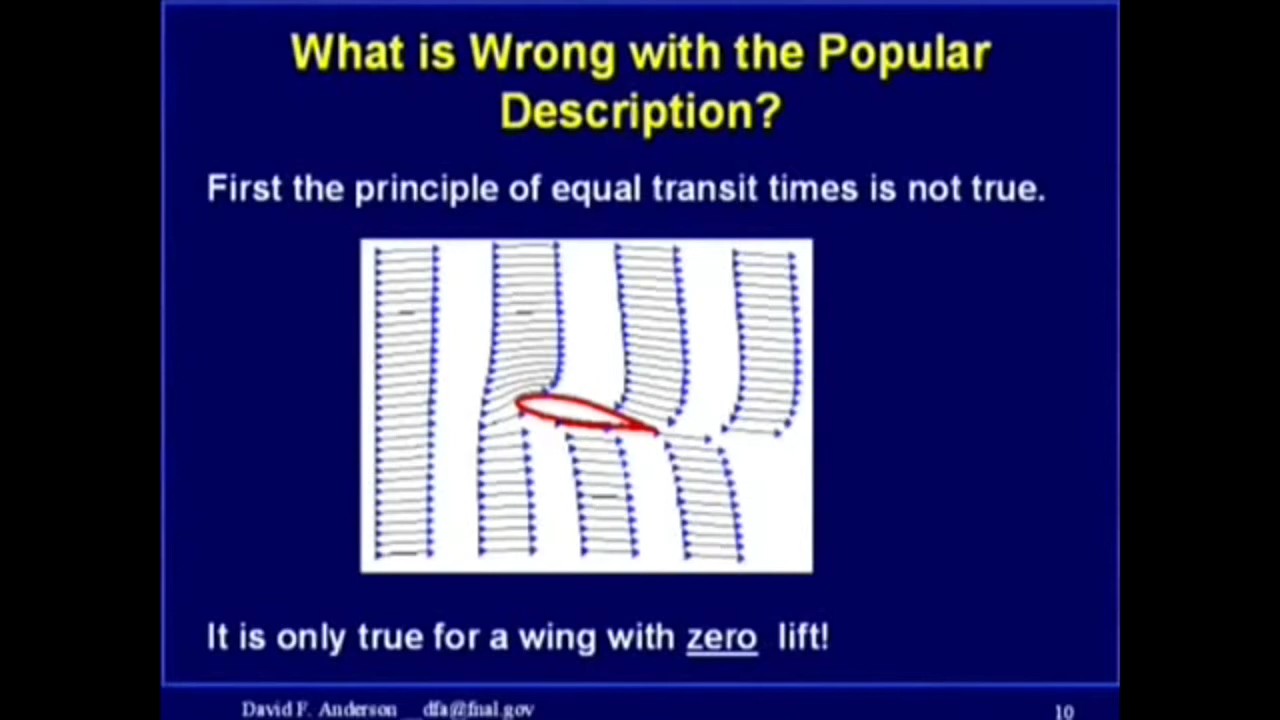 What is Wrong with the Popular
Description?
First the principle of equal transit times is not true.
It is only true for a wing with zero lift!
David F. Anderson __dfa@fnal.gov
10